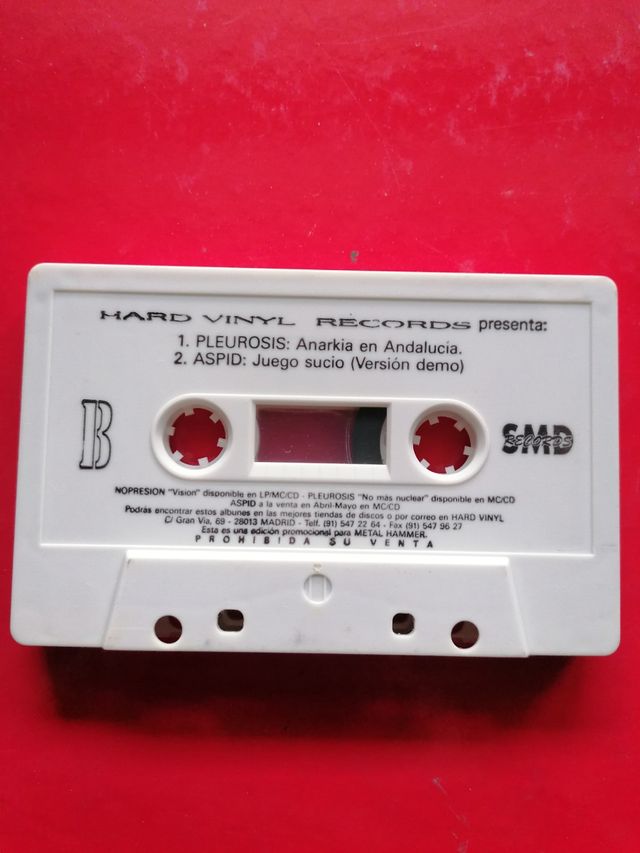 HARD VINYL RECORDS presenta:
1. PLEUROSIS: Anarkia en Andalucia.
2. ASPID: Juego sucio (Versión demo)
B
SMD
RECORDS
NOPRESION "Vision" disponible en LP/MC/CD - PLEUROSIS "No más nuclear" disponible en MC/CD
ASPID a la venta en Abril-Mayo en MC/CD
Podrás encontrar estos albunes en las mejores tiendas de discos o por correo en HARD VINYL
C/ Gran Via, 69 - 28013 MADRID - Telf. (91) 547 22 64 - Fax (91) 547 96 27
Esta es una edición promocional para METAL HAMMER.
PROHIBIDA SU VENTA